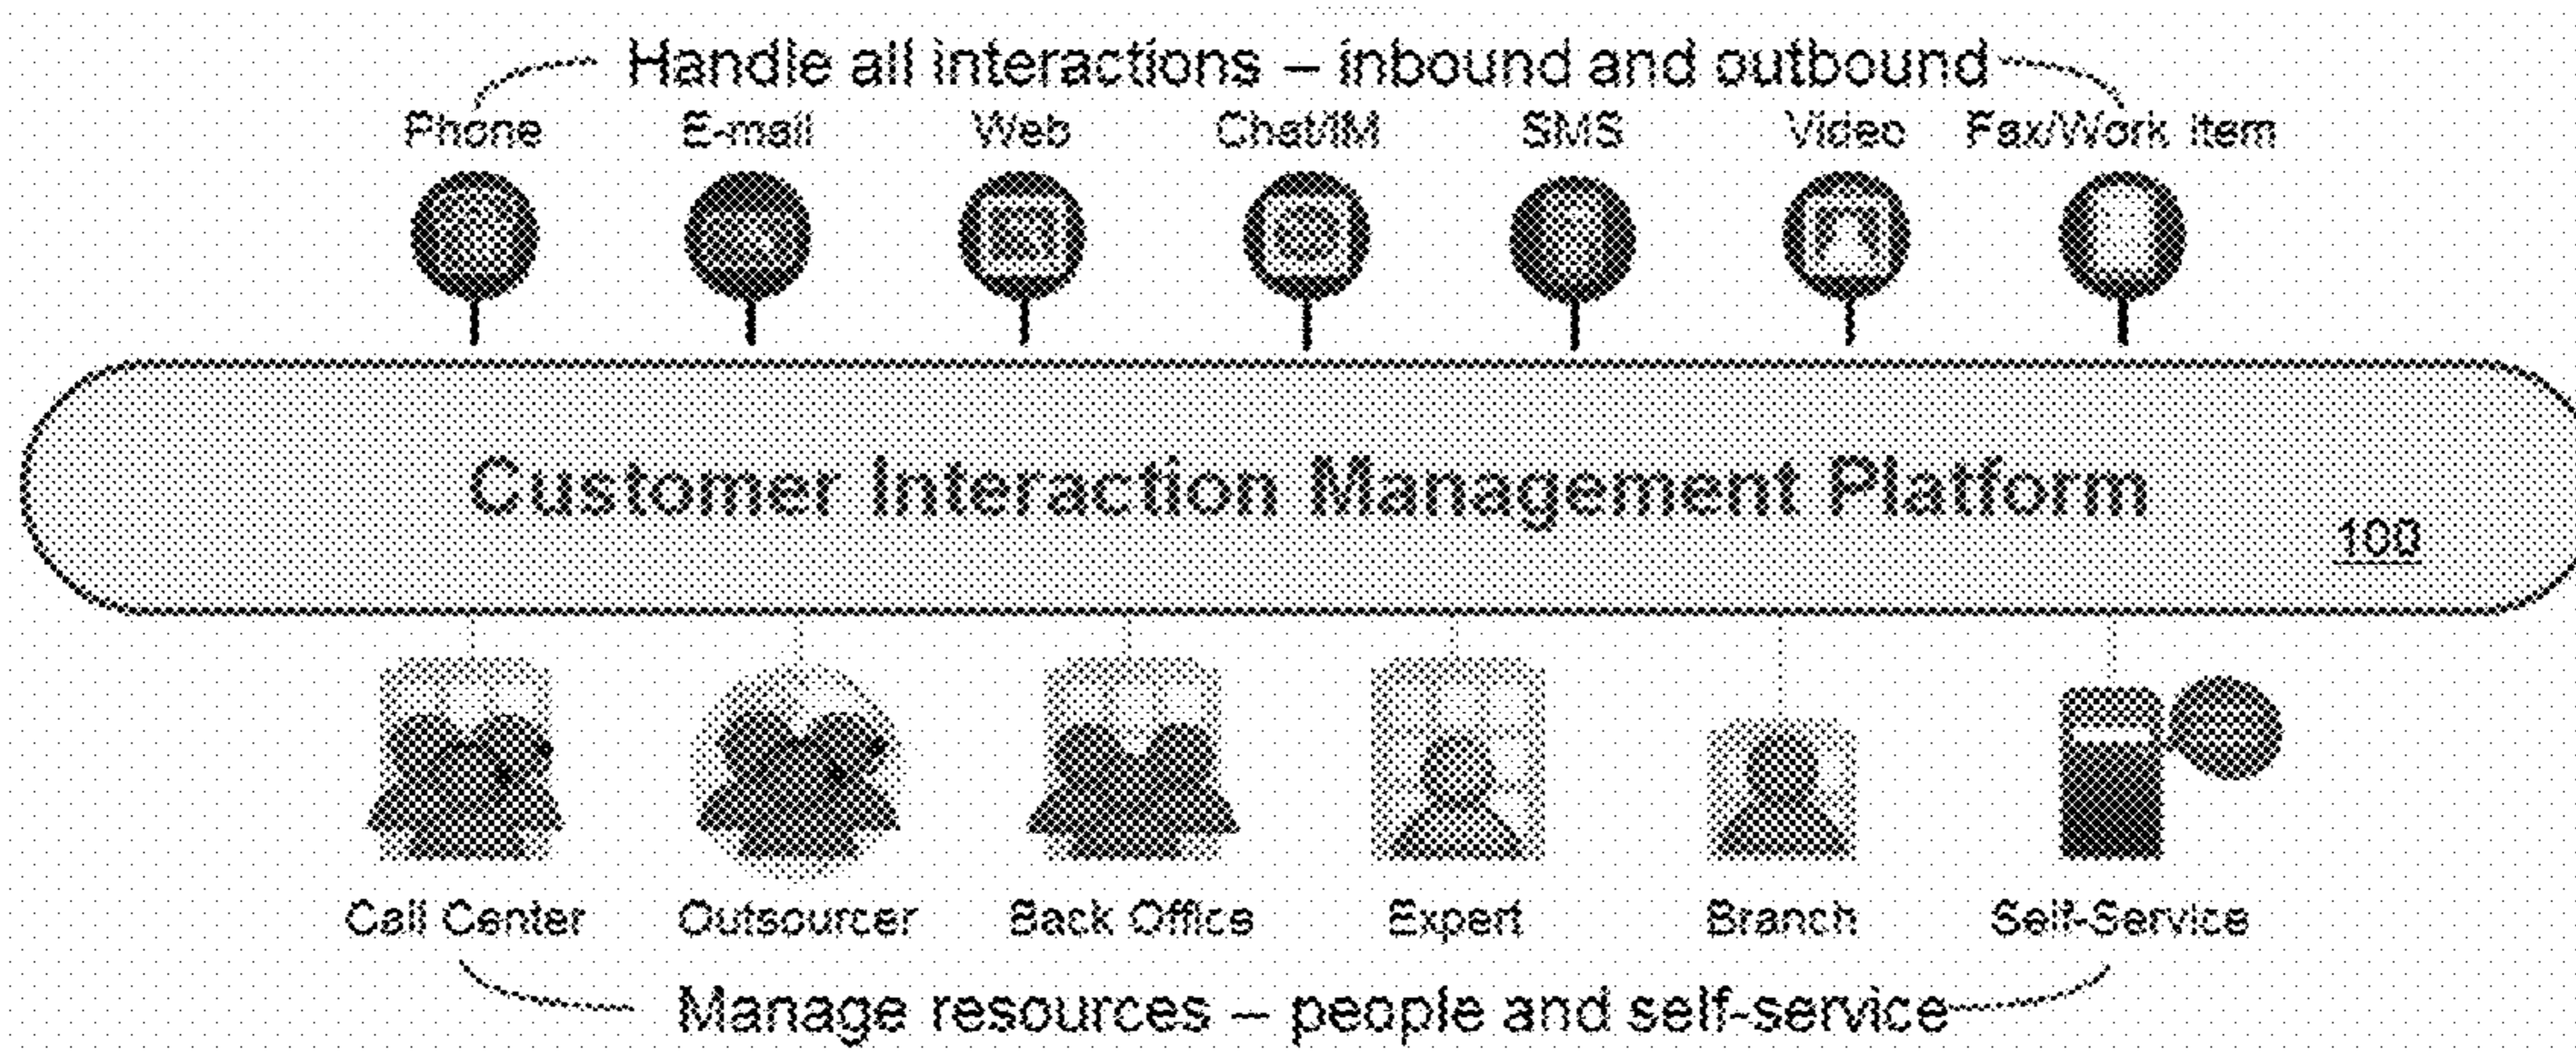 Handle all interactions – inbound and outbound
Phone E-mail Web Chat/IM SMS Video Fax/Work item
Customer Interaction Management Platform
100
Call Center Outsourcer Back Office Expert Branch Self-Service
Manage resources – people and self-service